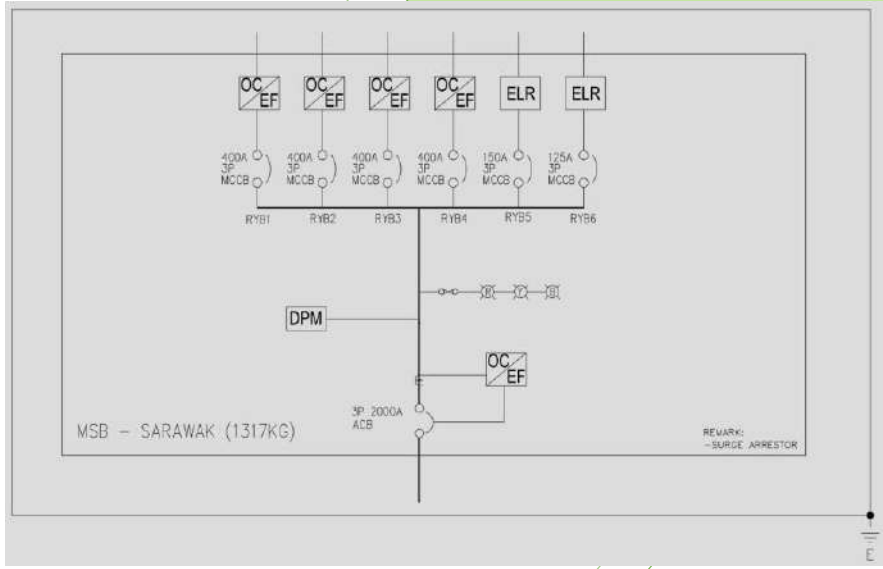 OC EF
OC EF
OC EF
OC EF
ELR
ELR
400A 3P MCCB
400A 3P MCCB
400A 3P MCCB
400A 3P MCCB
150A 3P MCCB
125A 3P MCCB
RYB1
RYB2
RYB3
RYB4
RYB5
RYB6
R
Y
B
DPM
OC EF
3P 2000A
ACB
MSB - SARAWAK (1317KG)
REMARK:
-SURGE ARRESTOR
E